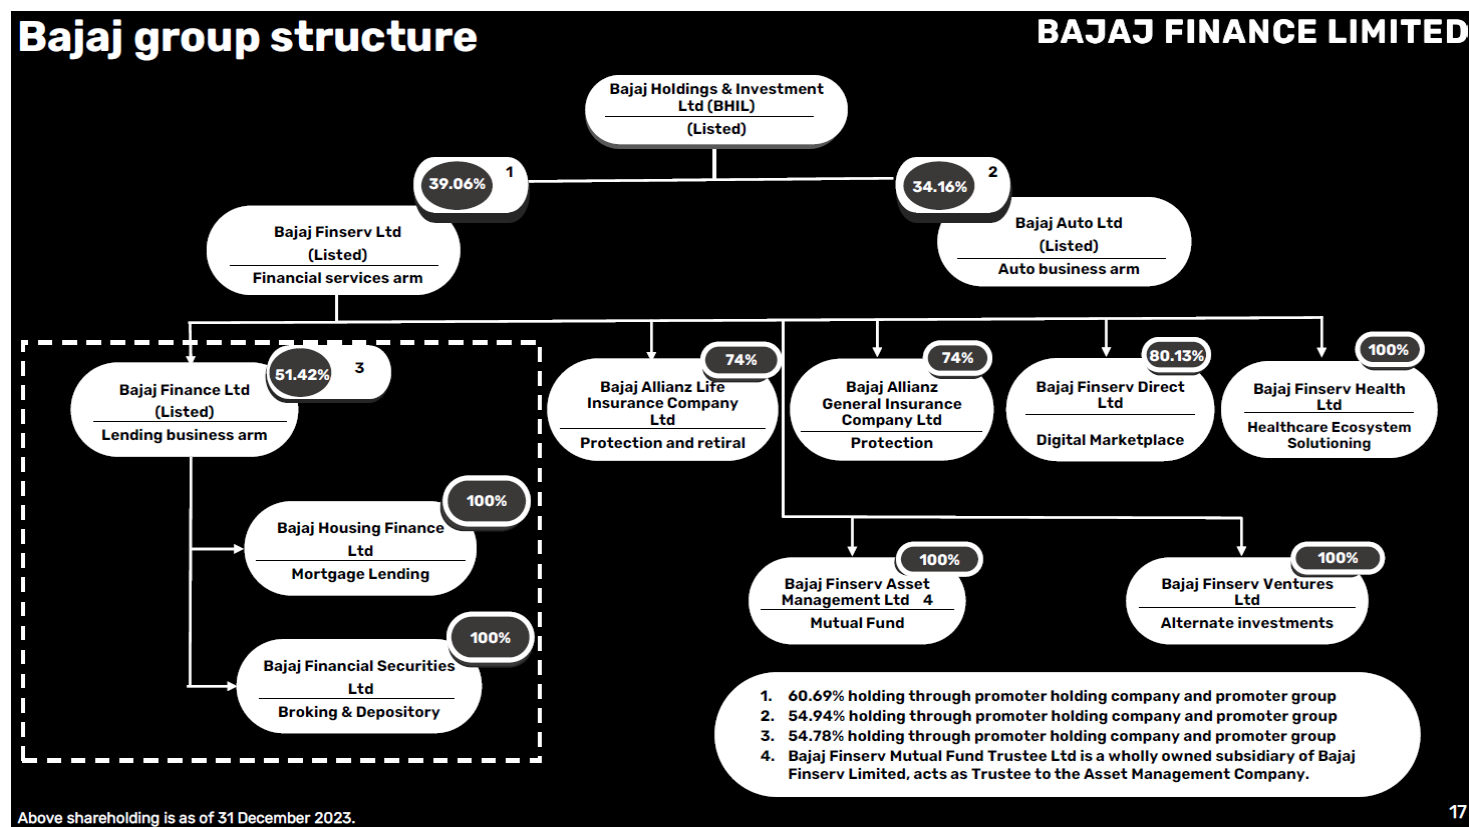 Bajaj group structure
BAJAJ FINANCE LIMITED
Bajaj Holdings & Investment
Ltd (BHIL)
(Listed)
39.06%
1
34.16%
2
Bajaj Finserv Ltd
(Listed)
Financial services arm
Bajaj Auto Ltd
(Listed)
Auto business arm
51.42%
3
Bajaj Finance Ltd
(Listed)
Lending business arm
74%
Bajaj Allianz Life
Insurance Company
Ltd
Protection and retiral
74%
Bajaj Allianz
General Insurance
Company Ltd
Protection
80.13%
Bajaj Finserv Direct
Ltd
Digital Marketplace
100%
Bajaj Finserv Health
Ltd
Healthcare Ecosystem
Solutioning
100%
Bajaj Housing Finance
Ltd
Mortgage Lending
100%
Bajaj Financial Securities
Ltd
Broking & Depository
100%
Bajaj Finserv Asset
Management Ltd 4
Mutual Fund
100%
Bajaj Finserv Ventures
Ltd
Alternate investments
1. 60.69% holding through promoter holding company and promoter group
2. 54.94% holding through promoter holding company and promoter group
3. 54.78% holding through promoter holding company and promoter group
4. Bajaj Finserv Mutual Fund Trustee Ltd is a wholly owned subsidiary of Bajaj
Finserv Limited, acts as Trustee to the Asset Management Company.
Above shareholding is as of 31 December 2023.
17